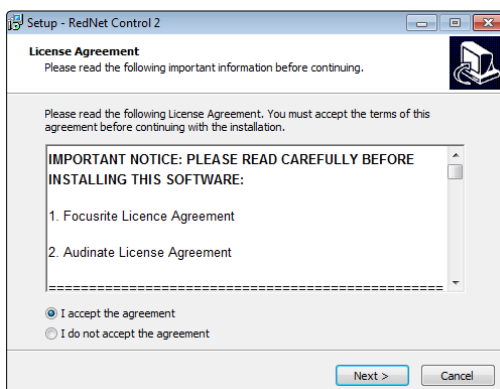 Setup - RedNet Control 2
License Agreement
Please read the following important information before continuing.
Please read the following License Agreement. You must accept the terms of this
agreement before continuing with the installation.
IMPORTANT NOTICE: PLEASE READ CAREFULLY BEFORE
INSTALLING THIS SOFTWARE:
1. Focusrite Licence Agreement
2. Audinate License Agreement
=================================================
I accept the agreement
I do not accept the agreement
Next >
Cancel